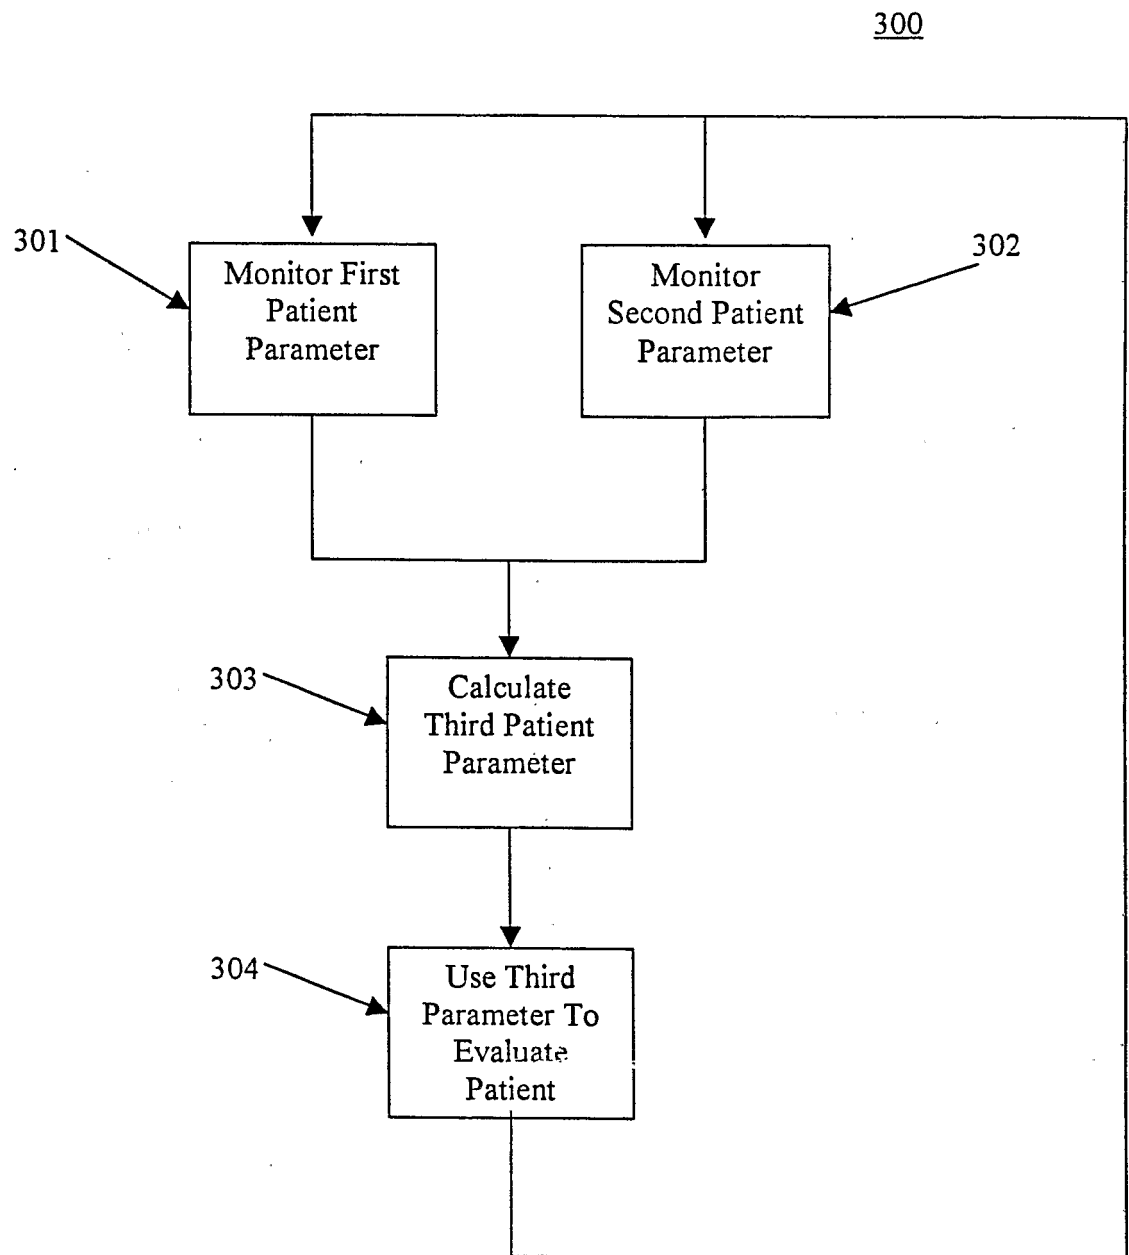 300
301
Monitor First
Patient
Parameter
Monitor
Second Patient
Parameter
302
303
Calculate
Third Patient
Parameter
304
Use Third
Parameter To
Evaluate
Patient